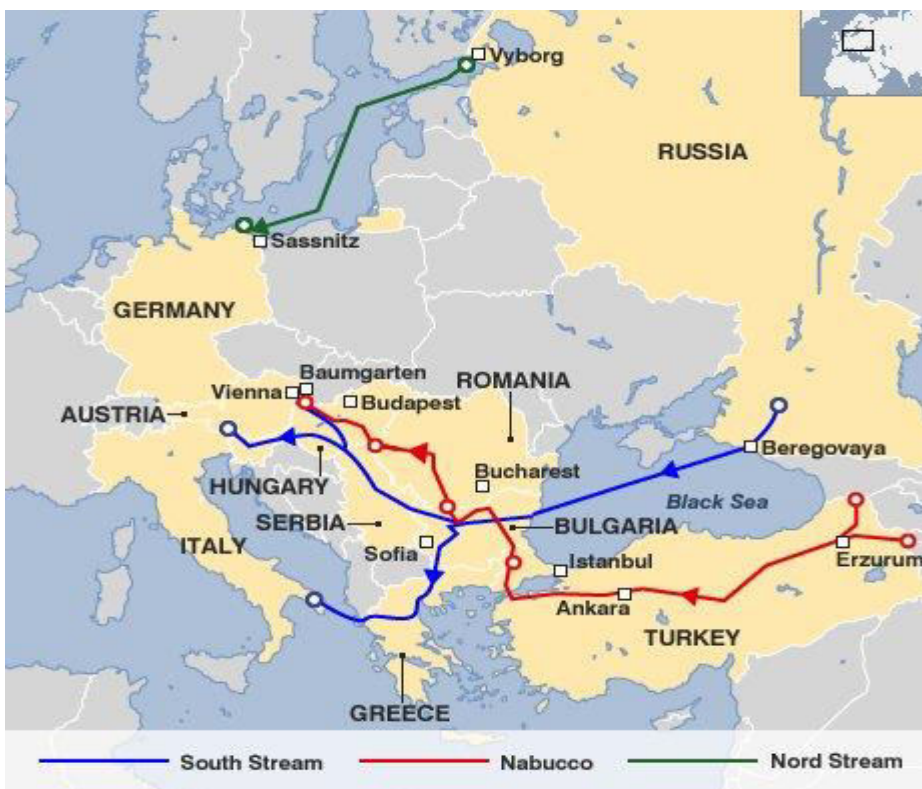 Vyborg
RUSSIA
Sassnitz
GERMANY
Baumgarten
Vienna
Budapest
ROMANIA
AUSTRIA
Beregovaya
Bucharest
HUNGARY
Black Sea
SERBIA
BULGARIA
ITALY
Sofia
Istanbul
Erzurum
Ankara
TURKEY
GREECE
South Stream
Nabucco
Nord Stream